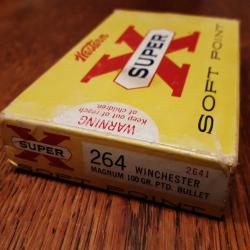 Western
SUPER
X
SOFT POINT
WARNING
Keep out of reach
of children.
SUPER
X
264 WINCHESTER
2641
MAGNUM 100 GR. PTD. BULLET